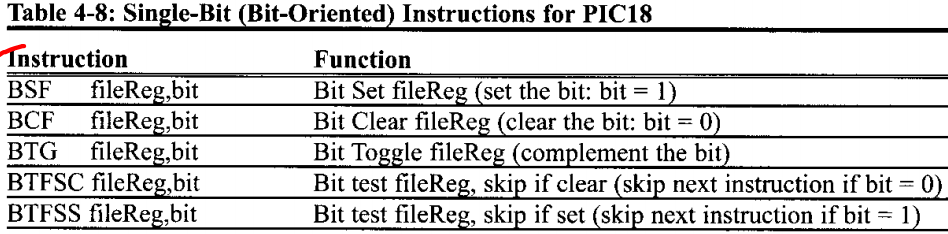 Table 4-8: Single-Bit (Bit-Oriented) Instructions for PIC18
Instruction Function
BSF fileReg,bit Bit Set fileReg (set the bit: bit = 1)
BCF fileReg,bit Bit Clear fileReg (clear the bit: bit = 0)
BTG fileReg,bit Bit Toggle fileReg (complement the bit)
BTFSC fileReg,bit Bit test fileReg, skip if clear (skip next instruction if bit = 0)
BTFSS fileReg,bit Bit test fileReg, skip if set (skip next instruction if bit = 1)